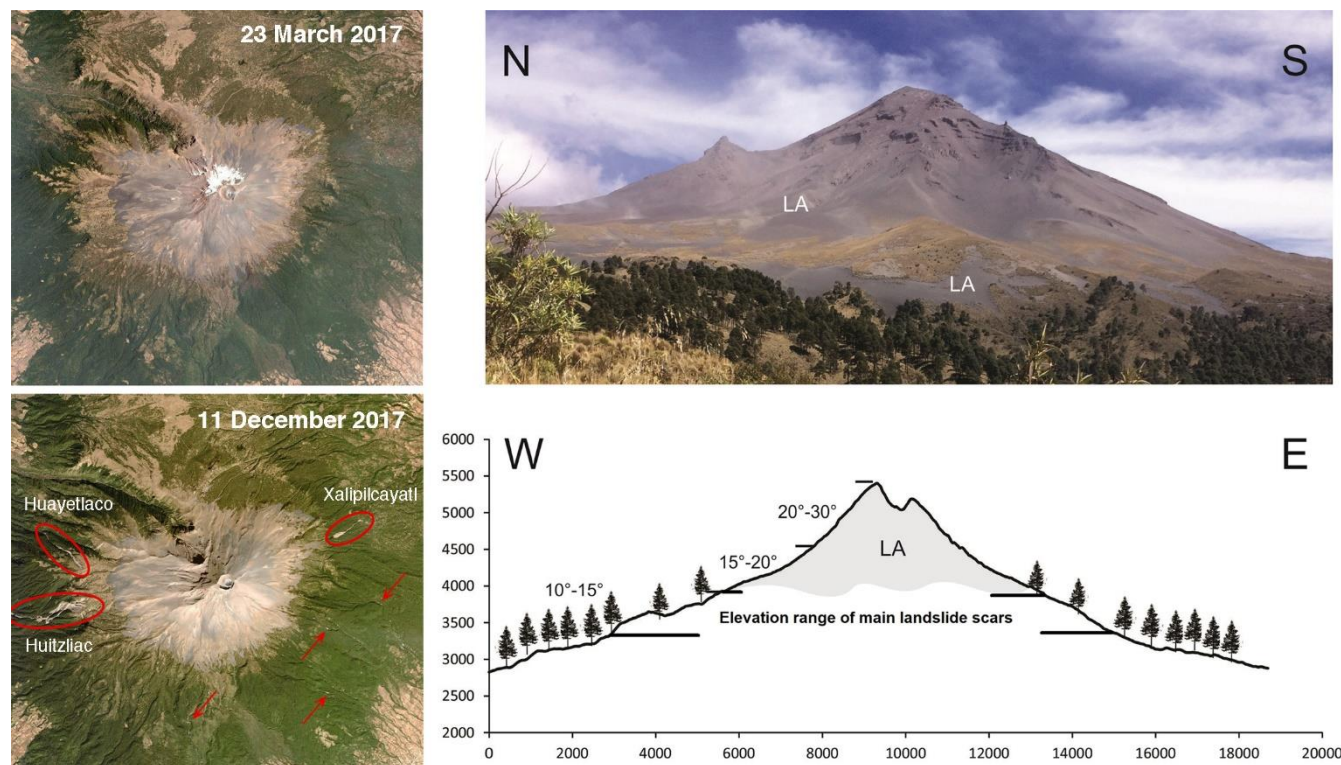 23 March 2017
N
S
LA
LA
11 December 2017
Huayetlaco
Xalipilcayatl
Huitzliac
W
E
6000
5500
5000
4500
4000
3500
3000
2500
2000
20°-30°
15°-20°
10°-15°
LA
Elevation range of main landslide scars
0
2000
4000
6000
8000
10000
12000
14000
16000
18000
20000